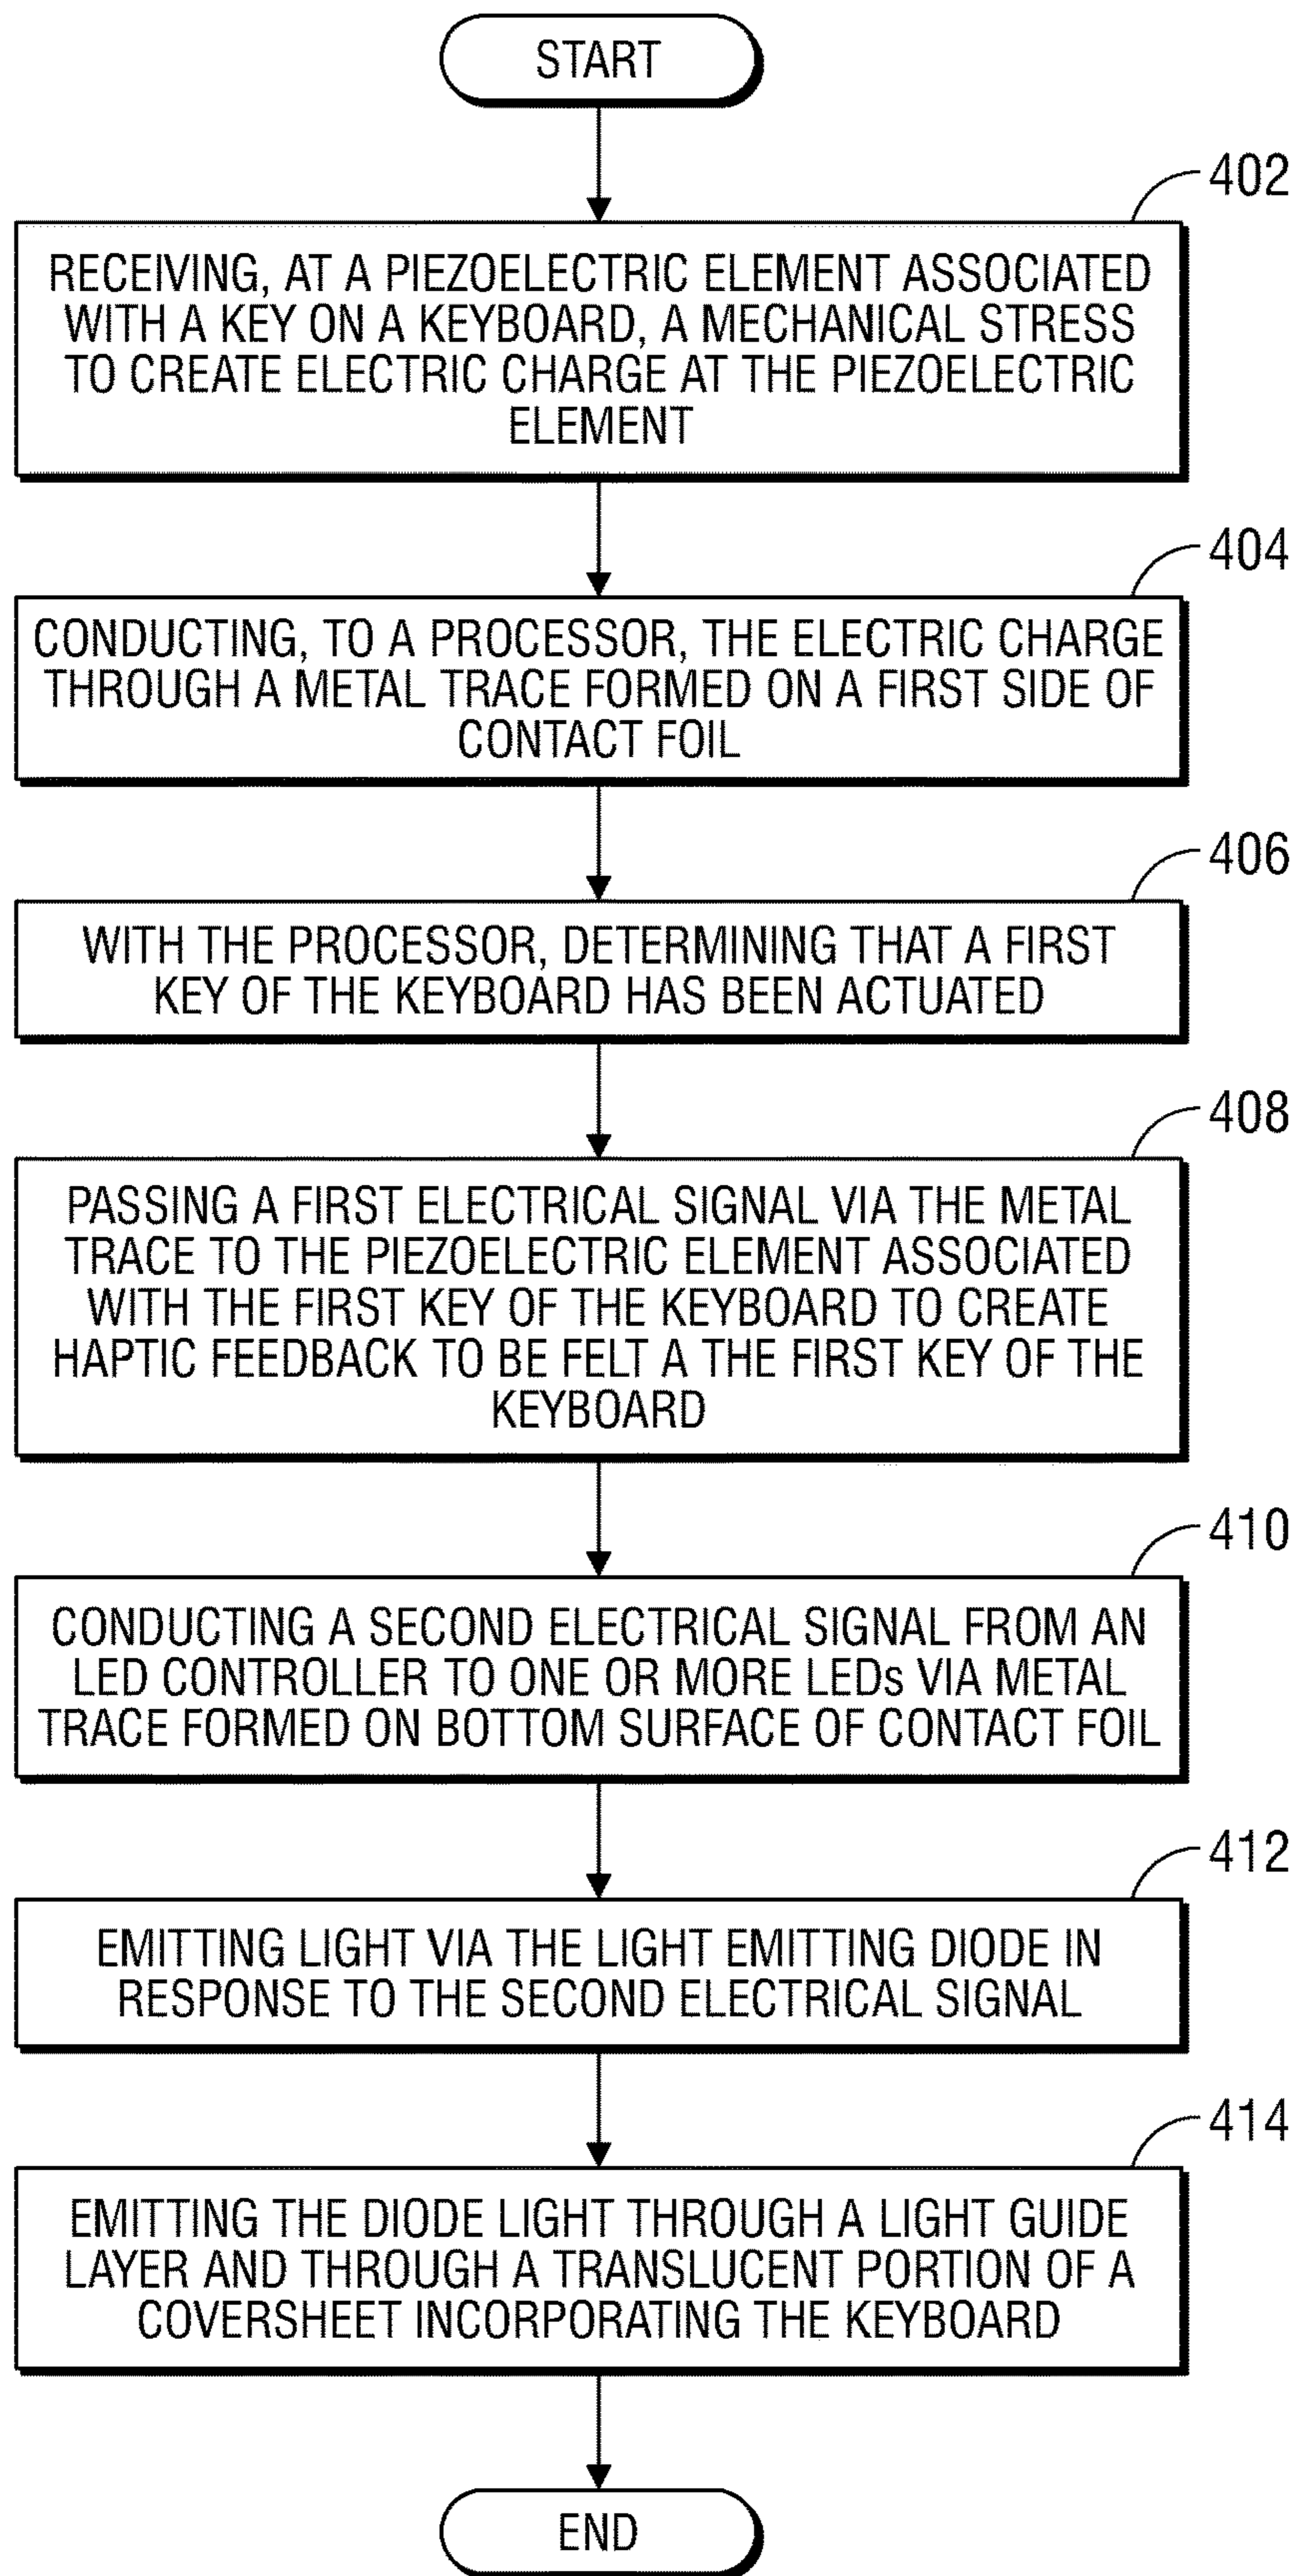 START
402
RECEIVING, AT A PIEZOELECTRIC ELEMENT ASSOCIATED
WITH A KEY ON A KEYBOARD, A MECHANICAL STRESS
TO CREATE ELECTRIC CHARGE AT THE PIEZOELECTRIC
ELEMENT
404
CONDUCTING, TO A PROCESSOR, THE ELECTRIC CHARGE
THROUGH A METAL TRACE FORMED ON A FIRST SIDE OF
CONTACT FOIL
406
WITH THE PROCESSOR, DETERMINING THAT A FIRST
KEY OF THE KEYBOARD HAS BEEN ACTUATED
408
PASSING A FIRST ELECTRICAL SIGNAL VIA THE METAL
TRACE TO THE PIEZOELECTRIC ELEMENT ASSOCIATED
WITH THE FIRST KEY OF THE KEYBOARD TO CREATE
HAPTIC FEEDBACK TO BE FELT A THE FIRST KEY OF THE
KEYBOARD
410
CONDUCTING A SECOND ELECTRICAL SIGNAL FROM AN
LED CONTROLLER TO ONE OR MORE LEDs VIA METAL
TRACE FORMED ON BOTTOM SURFACE OF CONTACT FOIL
412
EMITTING LIGHT VIA THE LIGHT EMITTING DIODE IN
RESPONSE TO THE SECOND ELECTRICAL SIGNAL
414
EMITTING THE DIODE LIGHT THROUGH A LIGHT GUIDE
LAYER AND THROUGH A TRANSLUCENT PORTION OF A
COVERSHEET INCORPORATING THE KEYBOARD
END